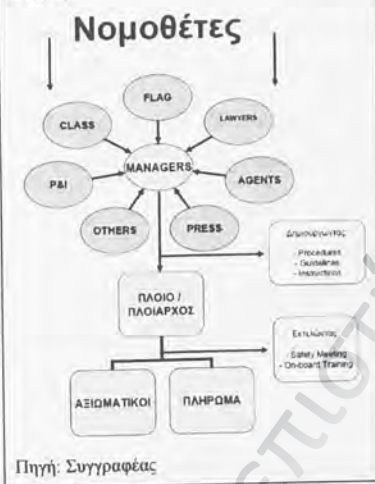 Νομοθέτες
FLAG
CLASS
LAWYERS
MANAGERS
P&I
AGENTS
OTHERS
PRESS
Δημιουργώντας
- Procedures
- Guidelines
- Instructions
ΠΛΟΙΟ /
ΠΛΟΙΑΡΧΟΣ
Εκτελώντας
- Safety Meeting
- On-board Training
ΑΞΙΩΜΑΤΙΚΟΙ
ΠΛΗΡΩΜΑ
Πηγή: Συγγραφέας